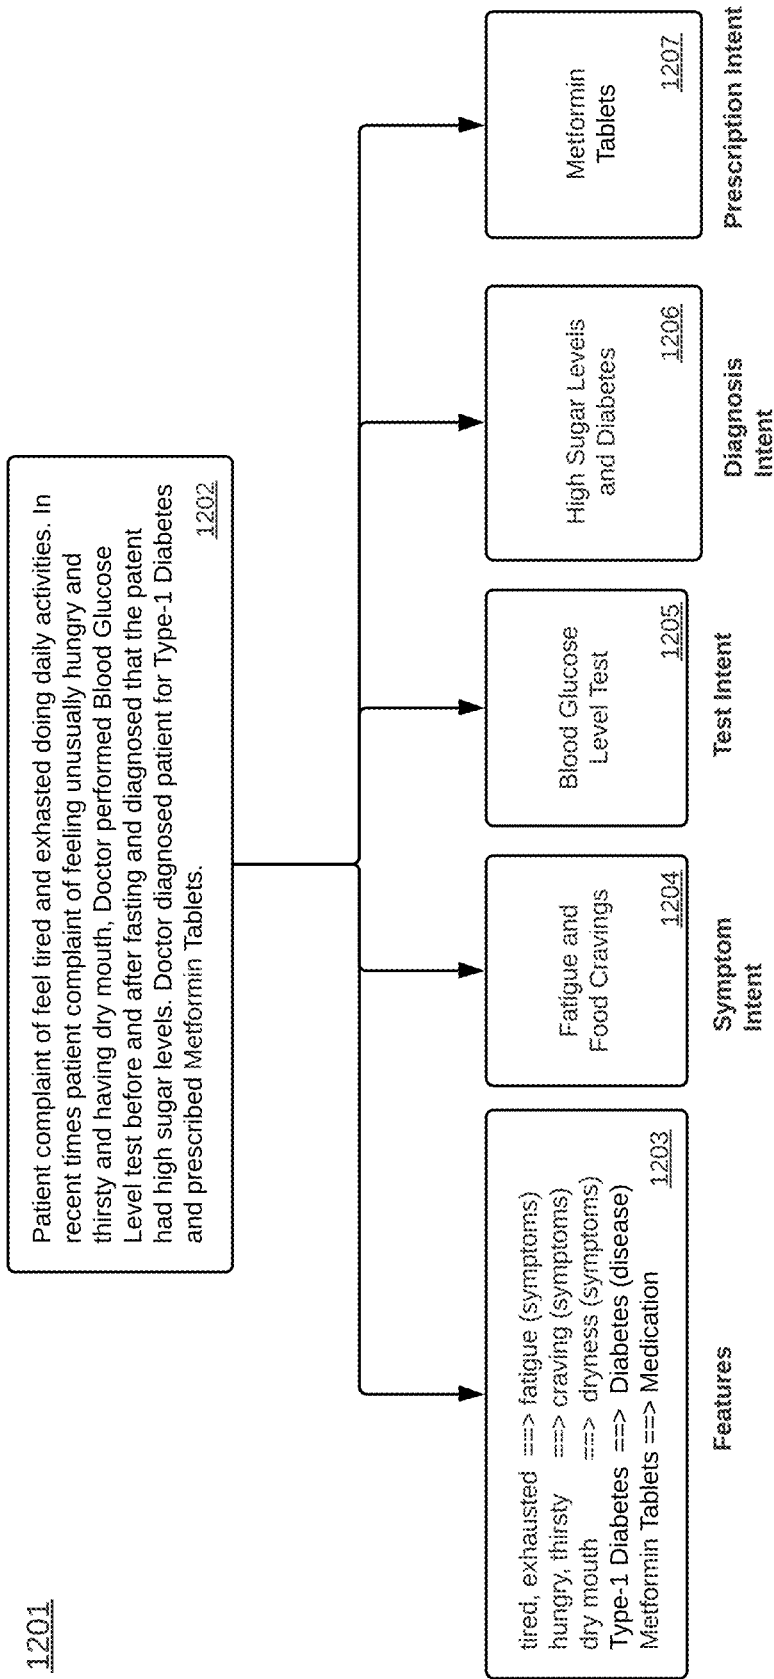 1201
Patient complaint of feel tired and exhasted doing daily activities. In
recent times patient complaint of feeling unusually hungry and
thirsty and having dry mouth, Doctor performed Blood Glucose
Level test before and after fasting and diagnosed that the patent
had high sugar levels. Doctor diagnosed patient for Type-1 Diabetes
and prescribed Metformin Tablets.
1202
tired, exhausted ==> fatigue (symptoms)
hungry, thirsty ==> craving (symptoms)
dry mouth ==> dryness (symptoms)
Type-1 Diabetes ==> Diabetes (disease)
Metformin Tablets ==> Medication
1203
Features
Fatigue and
Food Cravings
1204
Symptom
Intent
Blood Glucose
Level Test
1205
Test Intent
High Sugar Levels
and Diabetes
1206
Diagnosis
Intent
Metformin
Tablets
1207
Prescription Intent